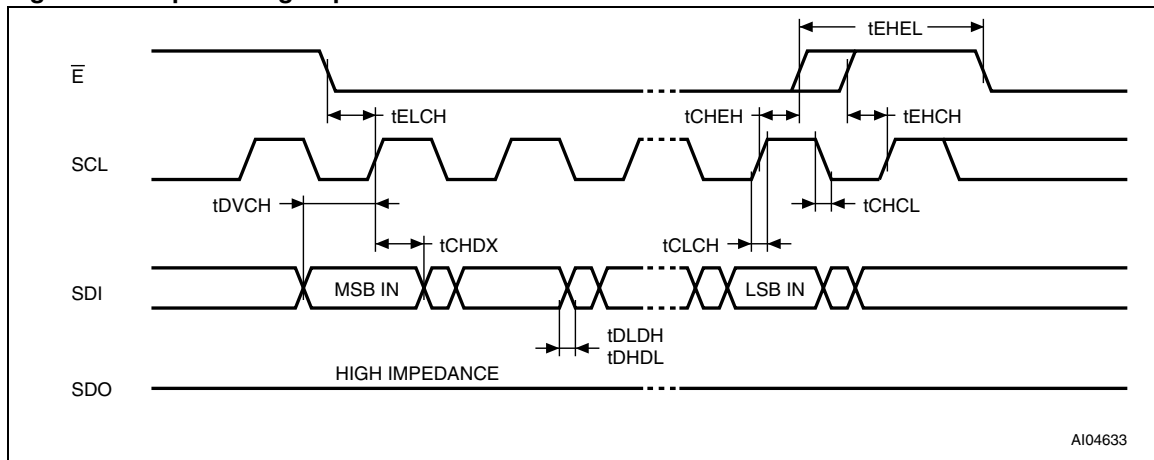 tEHEL
E
tELCH
tCHEH
tEHCH
SCL
tDVCH
tCHCL
tCHDX
tCLCH
SDI
MSB IN
LSB IN
tDLDH
tDHDL
HIGH IMPEDANCE
SDO
AI04633